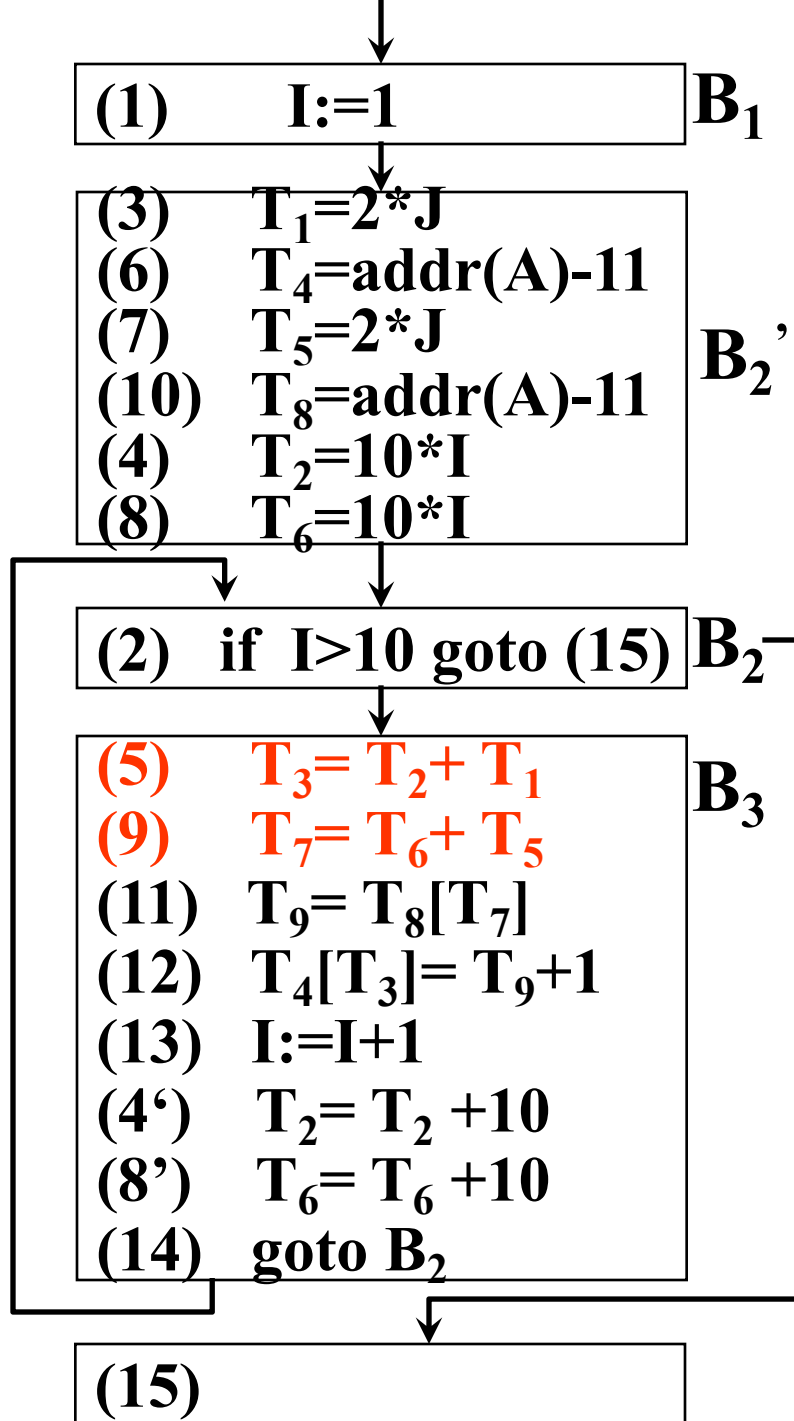 (1) I:=1 B₁
(3) T₁=2*J
(6) T₄=addr(A)-11
(7) T₅=2*J
B₂’
(10) T₈=addr(A)-11
(4) T₂=10*I
(8) T₆=10*I
(2) if I>10 goto (15) B₂
(5) T₃= T₂+ T₁
B₃
(9) T₇= T₆+ T₅
(11) T₉= T₈[T₇]
(12) T₄[T₃]= T₉+1
(13) I:=I+1
(4‘) T₂= T₂ +10
(8’) T₆= T₆ +10
(14) goto B₂
(15)